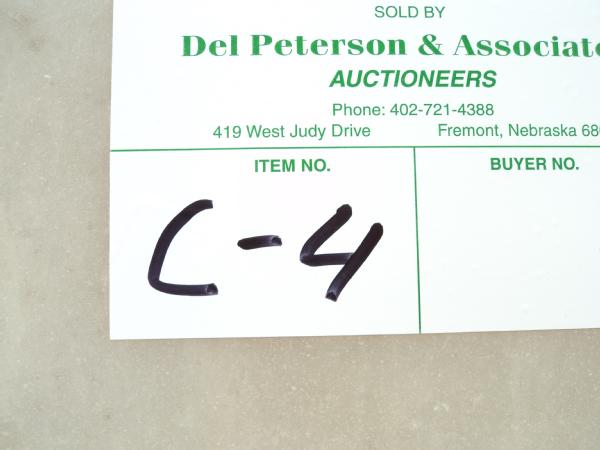 SOLD BY
Del Peterson & Associate
AUCTIONEERS
Phone: 402-721-4388
419 West Judy Drive Fremont, Nebraska 68
ITEM NO. BUYER NO.
C-4